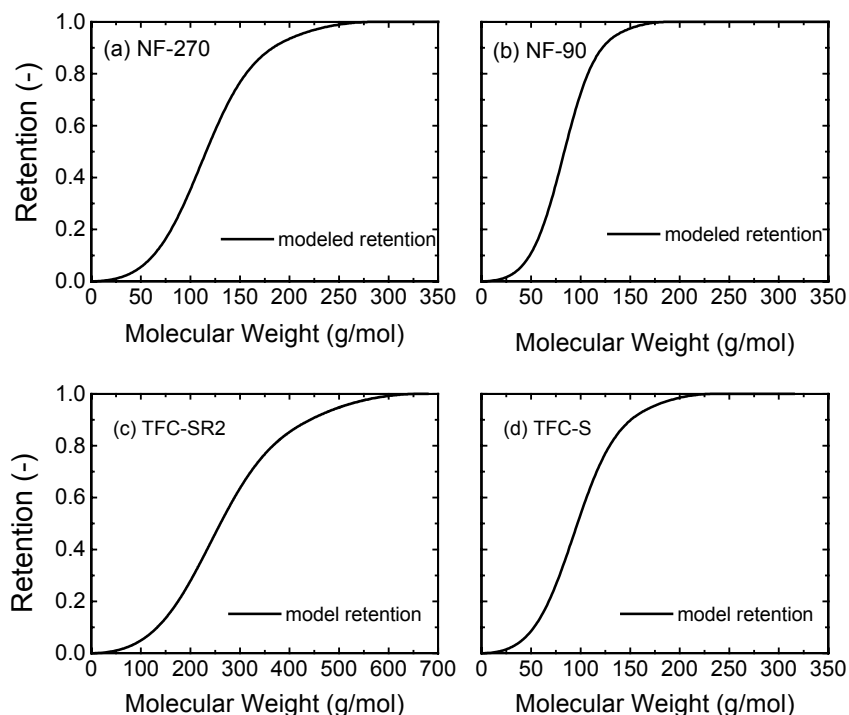 1.0
0.8
0.6
0.4
0.2
0.0
Retention (-)
(a) NF-270
modeled retention
0 50 100 150 200 250 300 350
Molecular Weight (g/mol)
(b) NF-90
modeled retention
0 50 100 150 200 250 300 350
Molecular Weight (g/mol)
1.0
0.8
0.6
0.4
0.2
0.0
Retention (-)
(c) TFC-SR2
model retention
0 100 200 300 400 500 600 700
Molecular Weight (g/mol)
(d) TFC-S
model retention
0 50 100 150 200 250 300 350
Molecular Weight (g/mol)